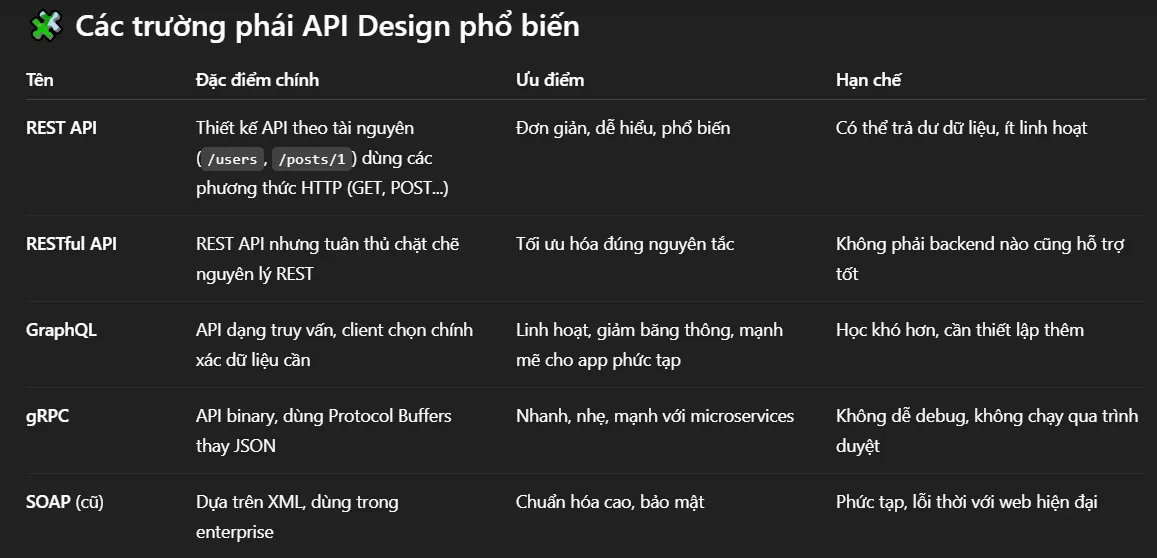 Các trường phái API Design phổ biến
Tên Đặc điểm chính Ưu điểm Hạn chế
REST API Thiết kế API theo tài nguyên Đơn giản, dễ hiểu, phổ biến Có thể trả dư dữ liệu, ít linh hoạt
(/users, /posts/1) dùng các
phương thức HTTP (GET, POST...)
RESTful API REST API nhưng tuân thủ chặt chẽ Tối ưu hóa đúng nguyên tắc Không phải backend nào cũng hỗ trợ
nguyên lý REST tốt
GraphQL API dạng truy vấn, client chọn chính Linh hoạt, giảm băng thông, mạnh Học khó hơn, cần thiết lập thêm
xác dữ liệu cần mẽ cho app phức tạp
gRPC API binary, dùng Protocol Buffers Nhanh, nhẹ, mạnh với microservices Không dễ debug, không chạy qua trình
thay JSON duyệt
SOAP (cũ) Dựa trên XML, dùng trong Chuẩn hóa cao, bảo mật Phức tạp, lỗi thời với web hiện đại
enterprise